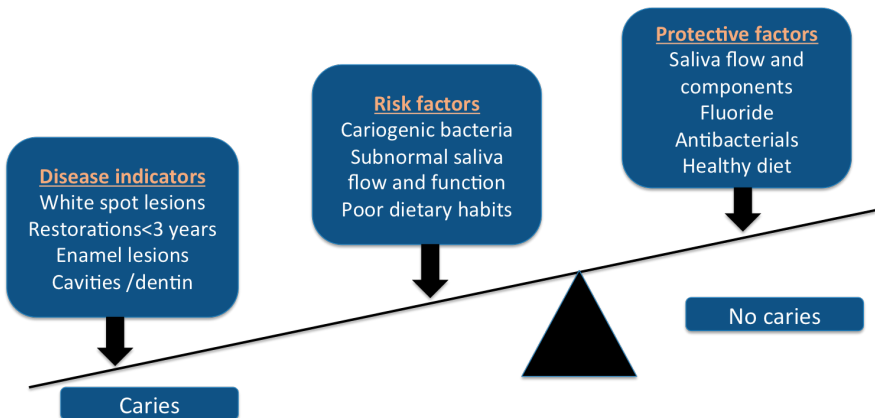 Disease indicators
White spot lesions
Restorations<3 years
Enamel lesions
Cavities /dentin
Risk factors
Cariogenic bacteria
Subnormal saliva
flow and function
Poor dietary habits
Protective factors
Saliva flow and
components
Fluoride
Antibacterials
Healthy diet
Caries
No caries